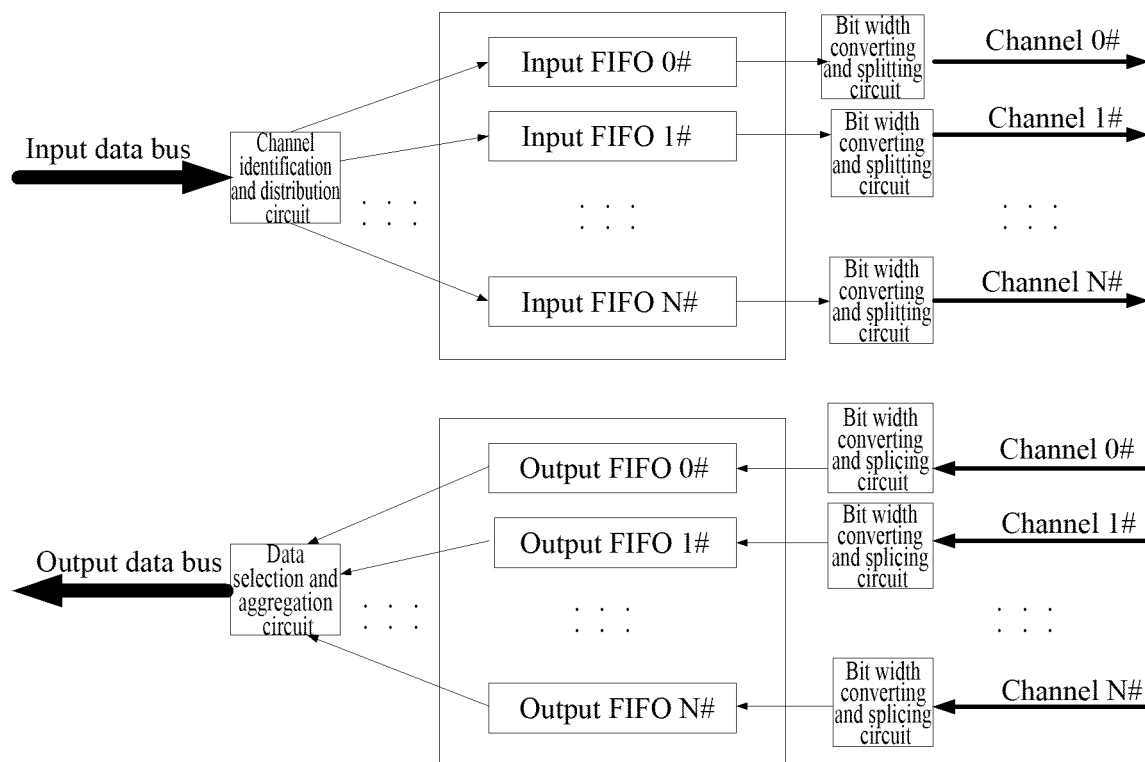 Input data bus
Channel
identification
and distribution
circuit
Input FIFO 0#
Input FIFO 1#
Input FIFO N#
Bit width
converting
and splitting
circuit
Channel 0#
Bit width
converting
and splitting
circuit
Channel 1#
Bit width
converting
and splitting
circuit
Channel N#
Output data bus
Data
selection and
aggregation
circuit
Output FIFO 0#
Output FIFO 1#
Output FIFO N#
Bit width
converting
and splicing
circuit
Channel 0#
Bit width
converting
and splicing
circuit
Channel 1#
Bit width
converting
and splicing
circuit
Channel N#